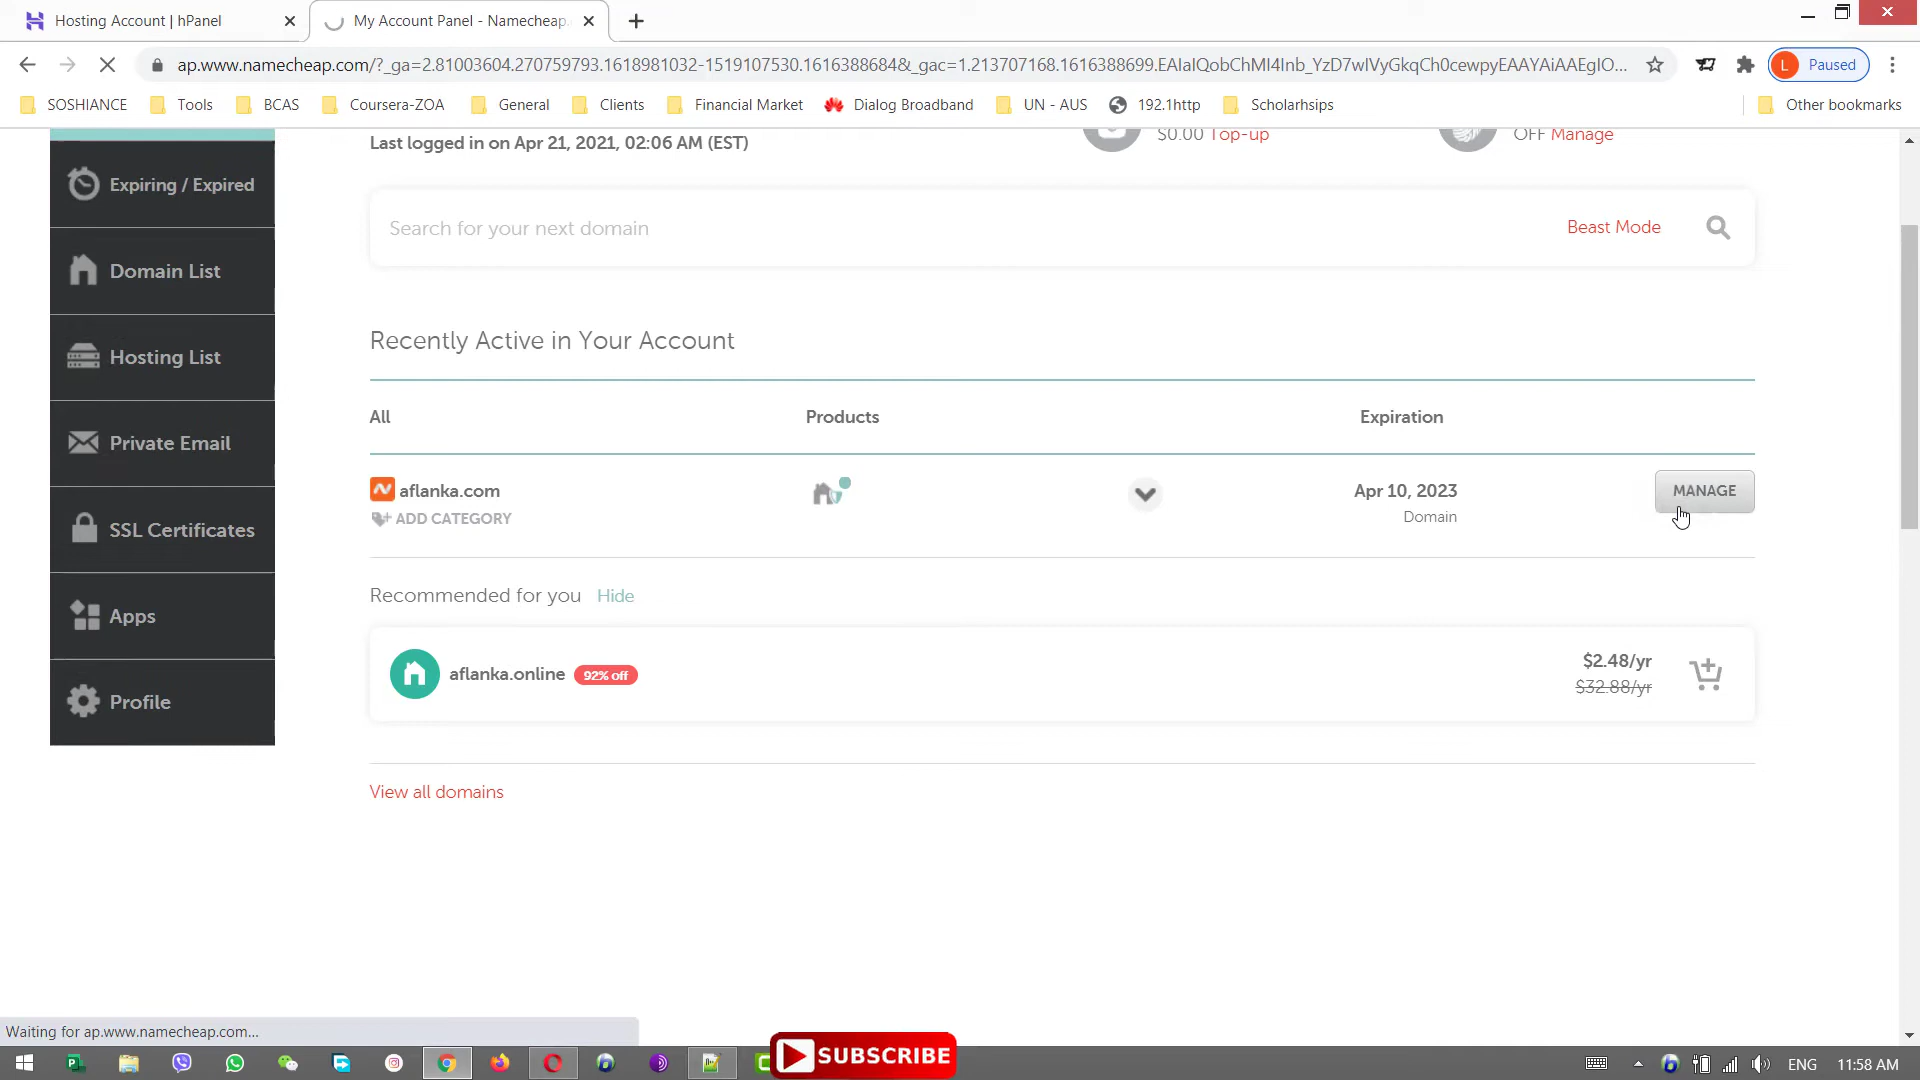 Hosting Account | hPanel
My Account Panel - Namecheap.
ap.www.namecheap.com/?_ga=2.81003604.270759793.1618981032-1519107530.1616388684&_gac=1.213707168.1616388699.EAIaIQobChMI4Inb_YzD7wIVyGkqCh0cewpyEAAYAiAAEgIO...
L Paused
SOSHIANCE Tools BCAS Coursera-ZOA General Clients Financial Market Dialog Broadband UN - AUS 192.1http Scholarhsips Other bookmarks
Last logged in on Apr 21, 2021, 02:06 AM (EST)
$0.00 Top-up
OFF Manage
Expiring / Expired
Domain List
Hosting List
Private Email
SSL Certificates
Apps
Profile
Search for your next domain
Beast Mode
Recently Active in Your Account
All Products Expiration
aflanka.com
ADD CATEGORY
Apr 10, 2023
Domain
MANAGE
Recommended for you Hide
aflanka.online 92% off
$2.48/yr
$32.88/yr
View all domains
Waiting for ap.www.namecheap.com...
SUBSCRIBE
ENG 11:58 AM